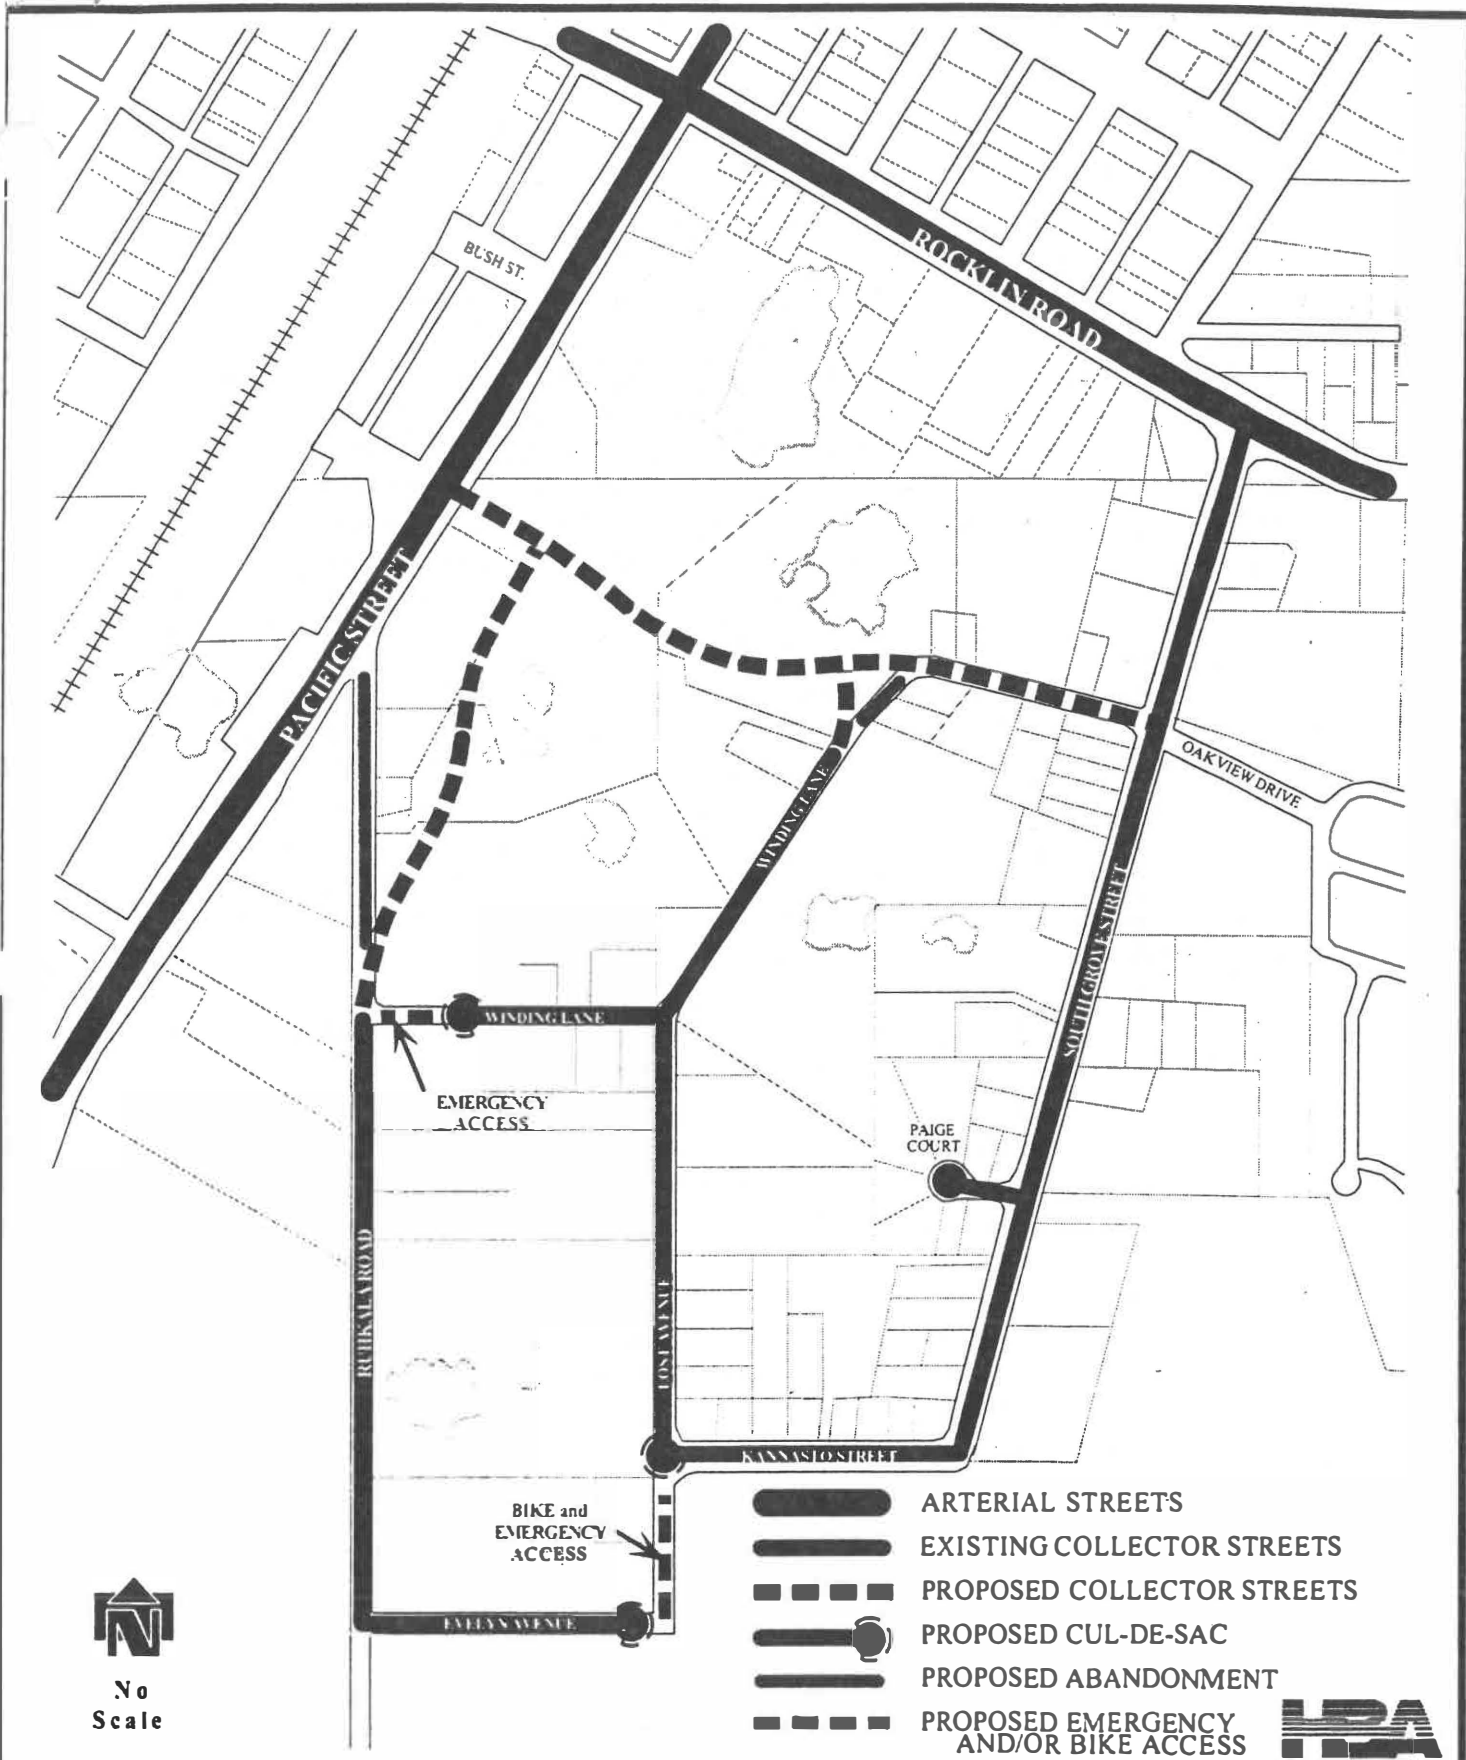 BUSH ST.
ROCKLIN ROAD
PACIFIC STREET
OAKVIEW DRIVE
WINDING LANE
SOUTH GROVE STREET
WINDING LANE
EMERGENCY
ACCESS
PAIGE
COURT
RUHKALA ROAD
LOST AVENUE
KANNASTO STREET
BIKE and
EMERGENCY
ACCESS
EVELYN AVENUE
N
No
Scale
ARTERIAL STREETS
EXISTING COLLECTOR STREETS
PROPOSED COLLECTOR STREETS
PROPOSED CUL-DE-SAC
PROPOSED ABANDONMENT
PROPOSED EMERGENCY
AND/OR BIKE ACCESS
HPA